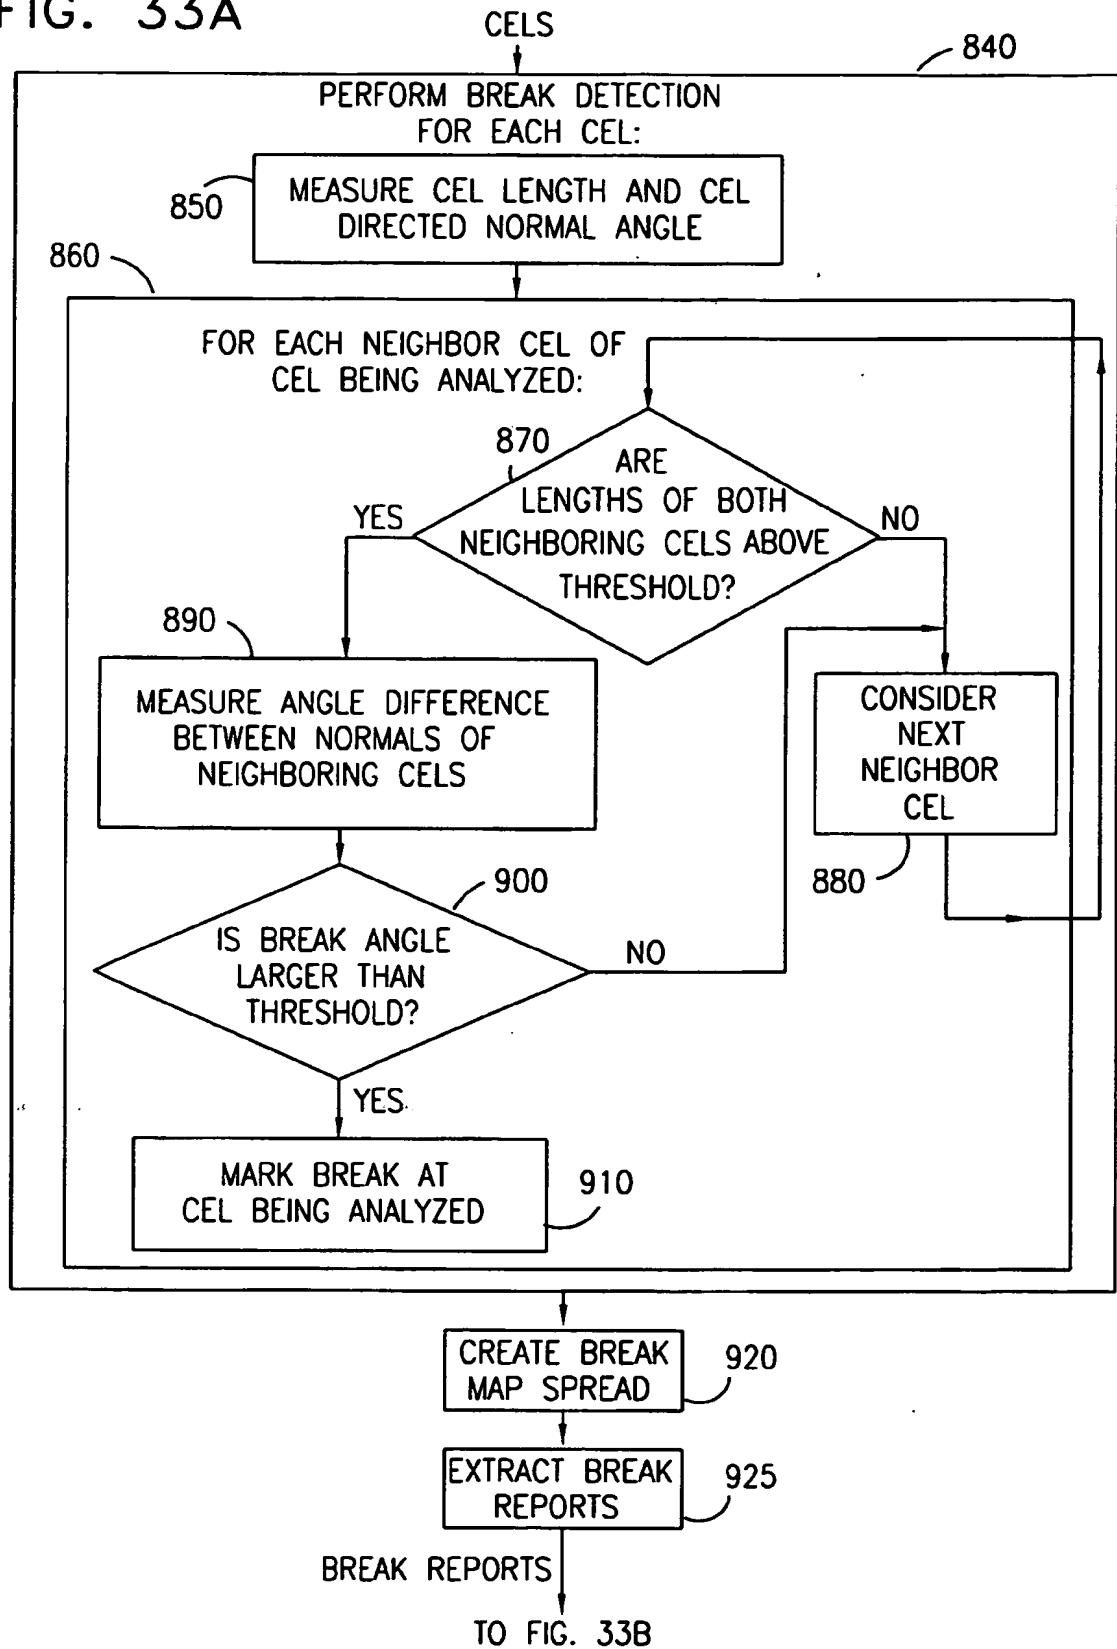 FIG. 33A
CELS
840
PERFORM BREAK DETECTION
FOR EACH CEL:
850
MEASURE CEL LENGTH AND CEL
DIRECTED NORMAL ANGLE
860
FOR EACH NEIGHBOR CEL OF
CEL BEING ANALYZED:
870
ARE
LENGTHS OF BOTH
NEIGHBORING CELS ABOVE
THRESHOLD?
YES
NO
890
MEASURE ANGLE DIFFERENCE
BETWEEN NORMALS OF
NEIGHBORING CELS
CONSIDER
NEXT
NEIGHBOR
CEL
880
900
IS BREAK ANGLE
LARGER THAN
THRESHOLD?
NO
YES
MARK BREAK AT
CEL BEING ANALYZED
910
CREATE BREAK
MAP SPREAD
920
EXTRACT BREAK
REPORTS
925
BREAK REPORTS
TO FIG. 33B